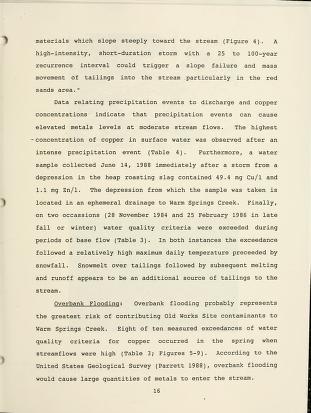 materials which slope steeply toward the stream (Figure 4). A
high-intensity, short-duration storm with a 25 to 100-year
recurrence interval could trigger a slope failure and mass
movement of tailings into the stream particularly in the red
sands area."
Data relating precipitation events to discharge and copper
concentrations indicate that precipitation events can cause
elevated metals levels at moderate stream flows. The highest
concentration of copper in surface water was observed after an
intense precipitation event (Table 4). Furthermore, a water
sample collected June 14, 1988 immediately after a storm from a
depression in the heap roasting slag contained 49.4 mg Cu/l and
1.1 mg Zn/l. The depression from which the sample was taken is
located in an ephemeral drainage to Warm Springs Creek. Finally,
on two occassions (28 November 1984 and 25 February 1986 in late
fall or winter) water quality criteria were exceeded during
periods of base flow (Table 3). In both instances the exceedance
followed a relatively high maximum daily temperature preceeded by
snowfall. Snowmelt over tailings followed by subsequent melting
and runoff appears to be an additional source of tailings to the
stream.
Overbank Flooding: Overbank flooding probably represents
the greatest risk of contributing Old Works Site contaminants to
Warm Springs Creek. Eight of ten measured exceedances of water
quality criteria for copper occurred in the spring when
streamflows were high (Table 3; Figures 5-9). According to the
United States Geological Survey (Parrett 1988), overbank flooding
would cause large quantities of metals to enter the stream.
16